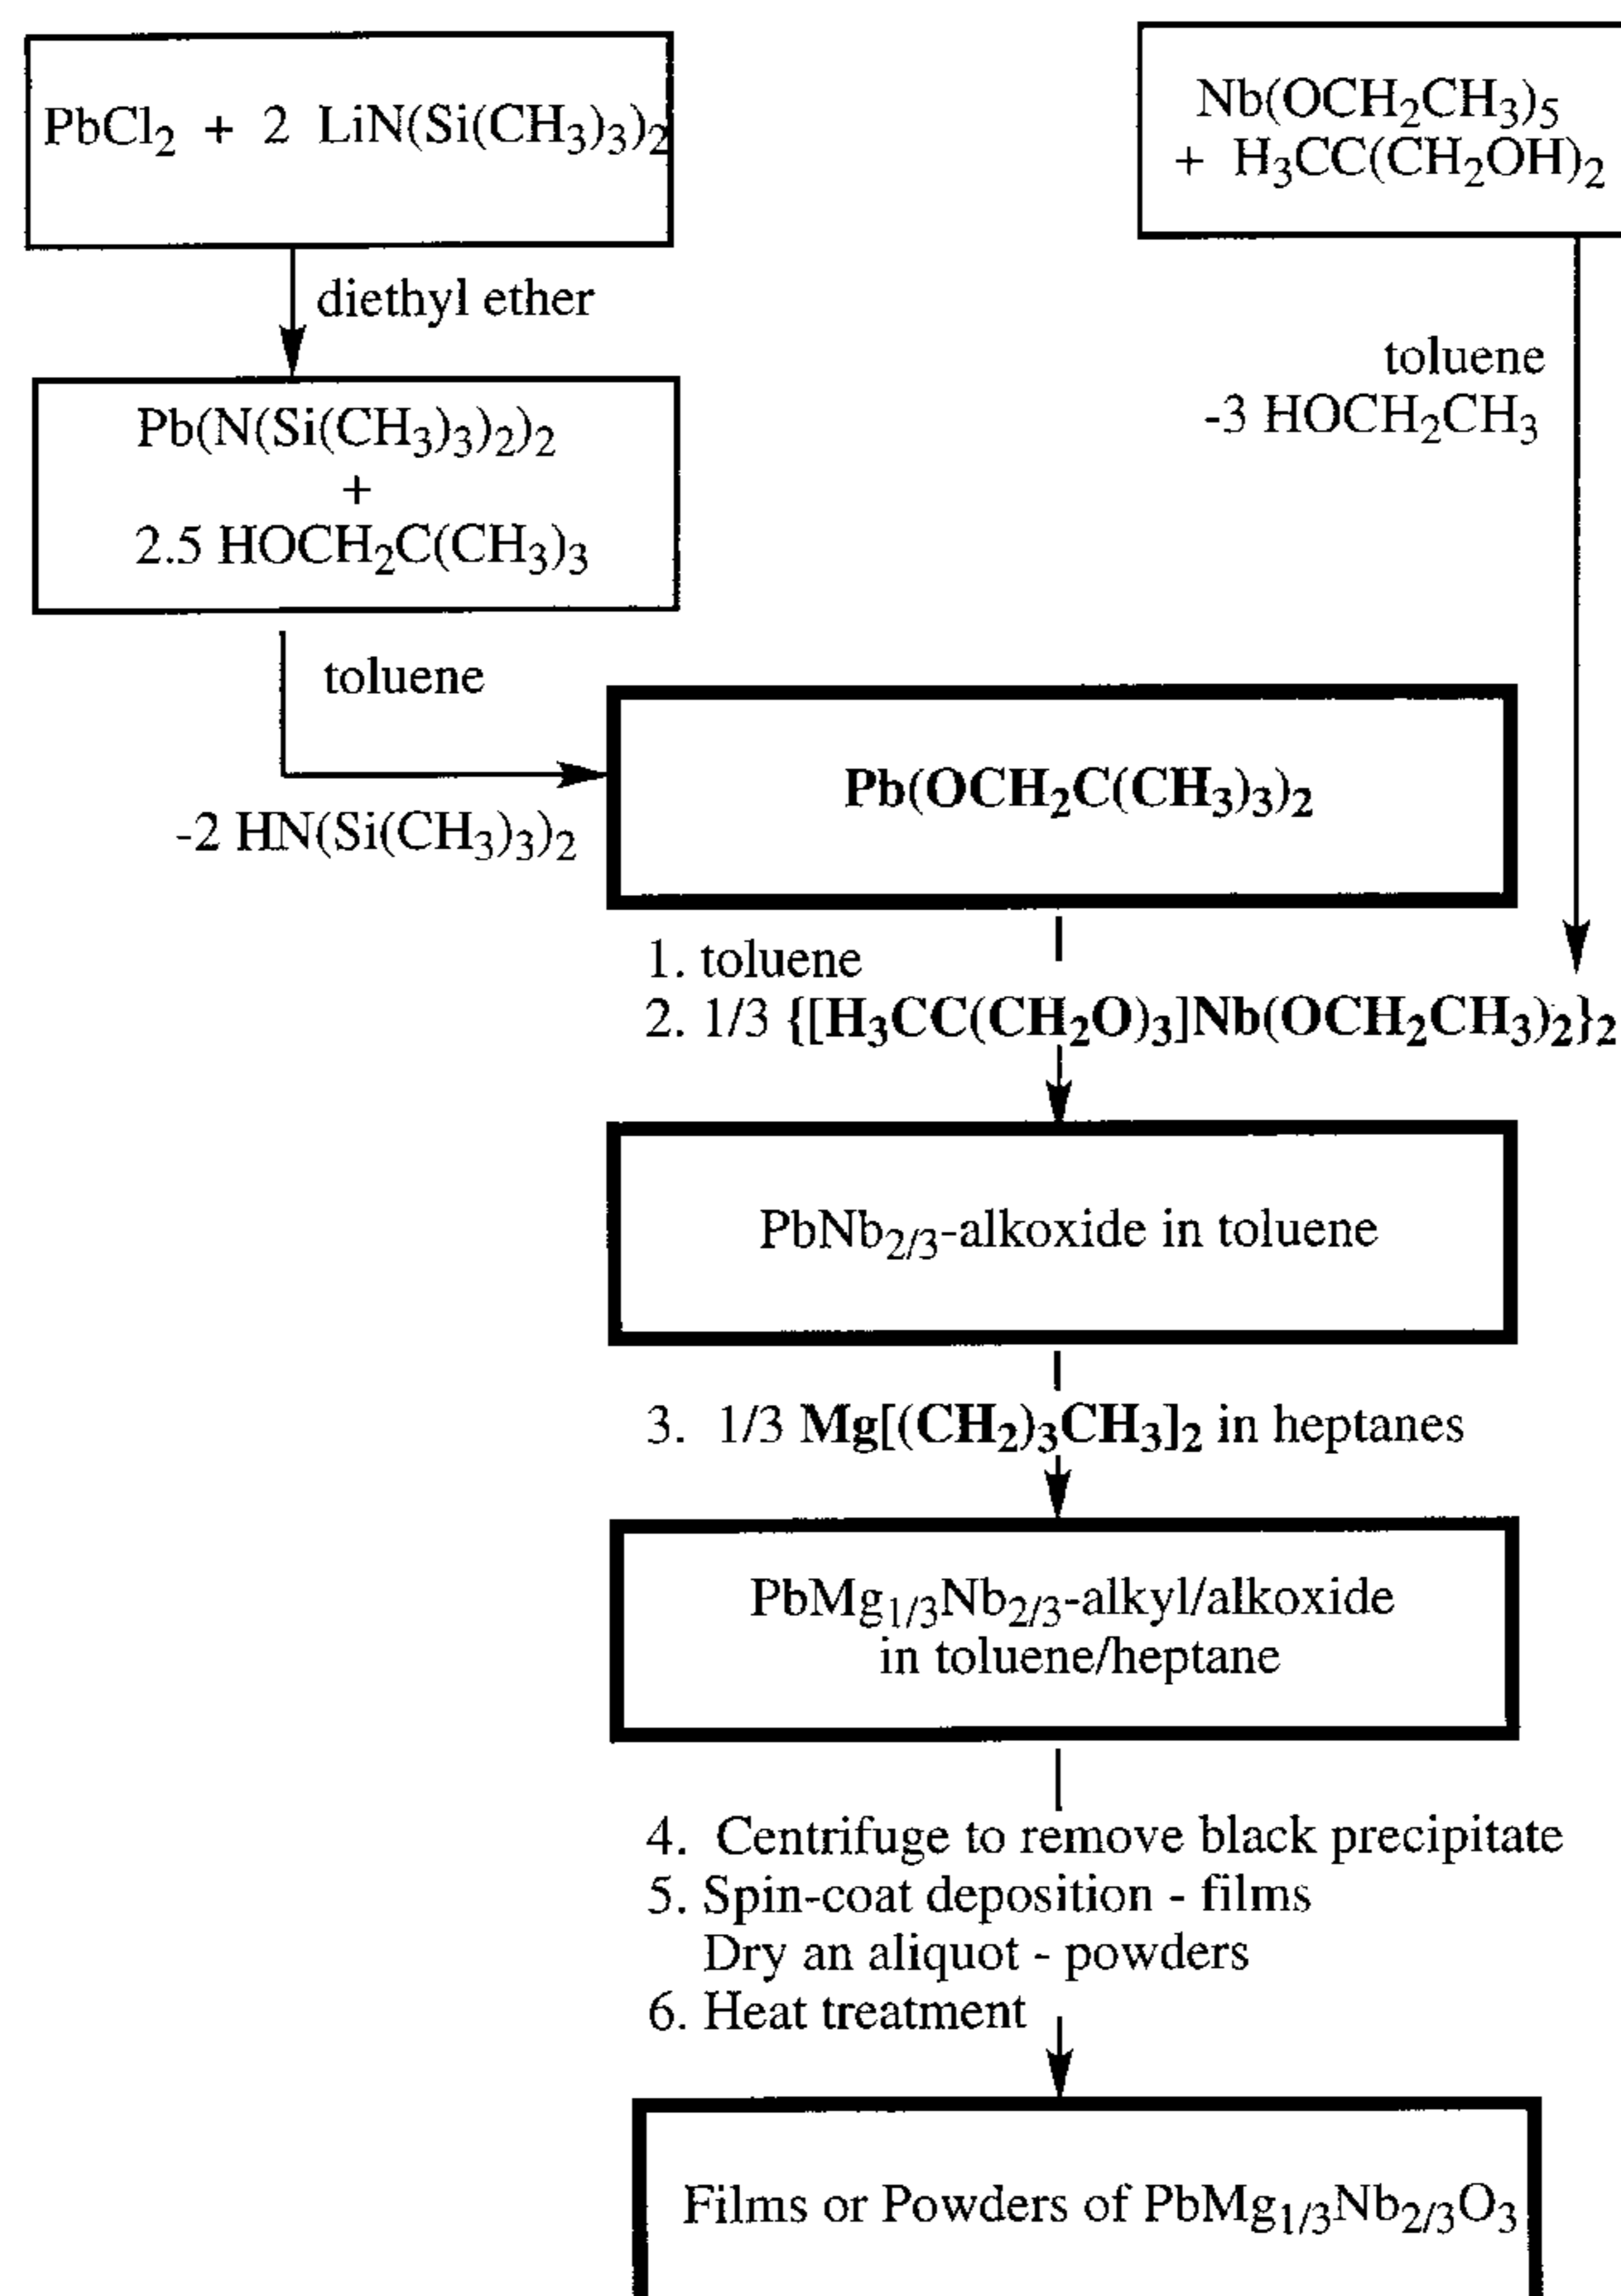 PbCl₂ + 2 LiN(Si(CH₃)₃)₂
diethyl ether
Pb(N(Si(CH₃)₃)₂)₂
+
2.5 HOCH₂C(CH₃)₃
toluene
-2 HN(Si(CH₃)₃)₂
Nb(OCH₂CH₃)₅
+ H₃CC(CH₂OH)₂
toluene
-3 HOCH₂CH₃
Pb(OCH₂C(CH₃)₃)₂
1. toluene
2. 1/3 {[H₃CC(CH₂O)₃]Nb(OCH₂CH₃)₂}₂
PbNb₂/₃-alkoxide in toluene
3. 1/3 Mg[(CH₂)₃CH₃]₂ in heptanes
PbMg₁/₃Nb₂/₃-alkyl/alkoxide
in toluene/heptane
4. Centrifuge to remove black precipitate
5. Spin-coat deposition - films
Dry an aliquot - powders
6. Heat treatment
Films or Powders of PbMg₁/₃Nb₂/₃O₃